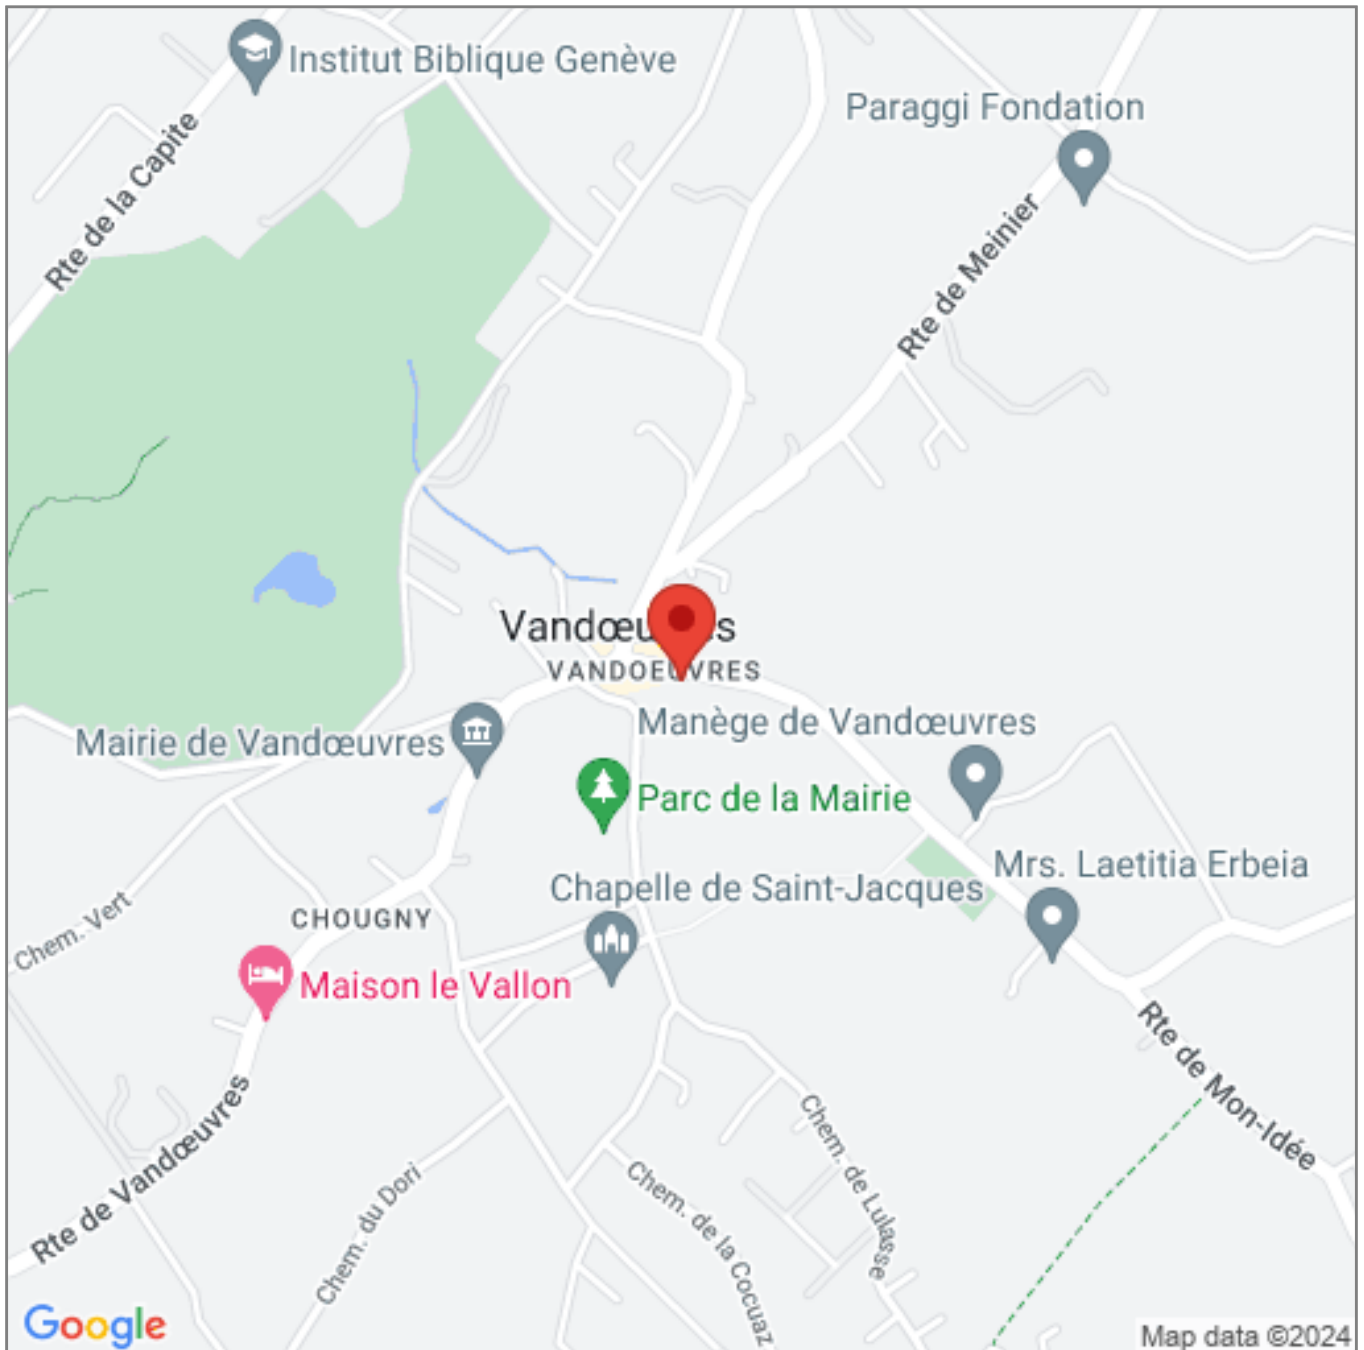 Institut Biblique Genève
Paraggi Fondation
Rte de la Capite
Rte de Meinier
Vandœuvres
VANDOEUVRES
Mairie de Vandœuvres
Manège de Vandœuvres
Parc de la Mairie
Mrs. Laetitia Erbeia
Chapelle de Saint-Jacques
Chem. Vert
CHOUGNY
Maison le Vallon
Rte de Mon-Idée
Rte de Vandœuvres
Chem. du Dori
Chem. de Lulasse
Chem. de la Cocuaz
Google
Map data ©2024